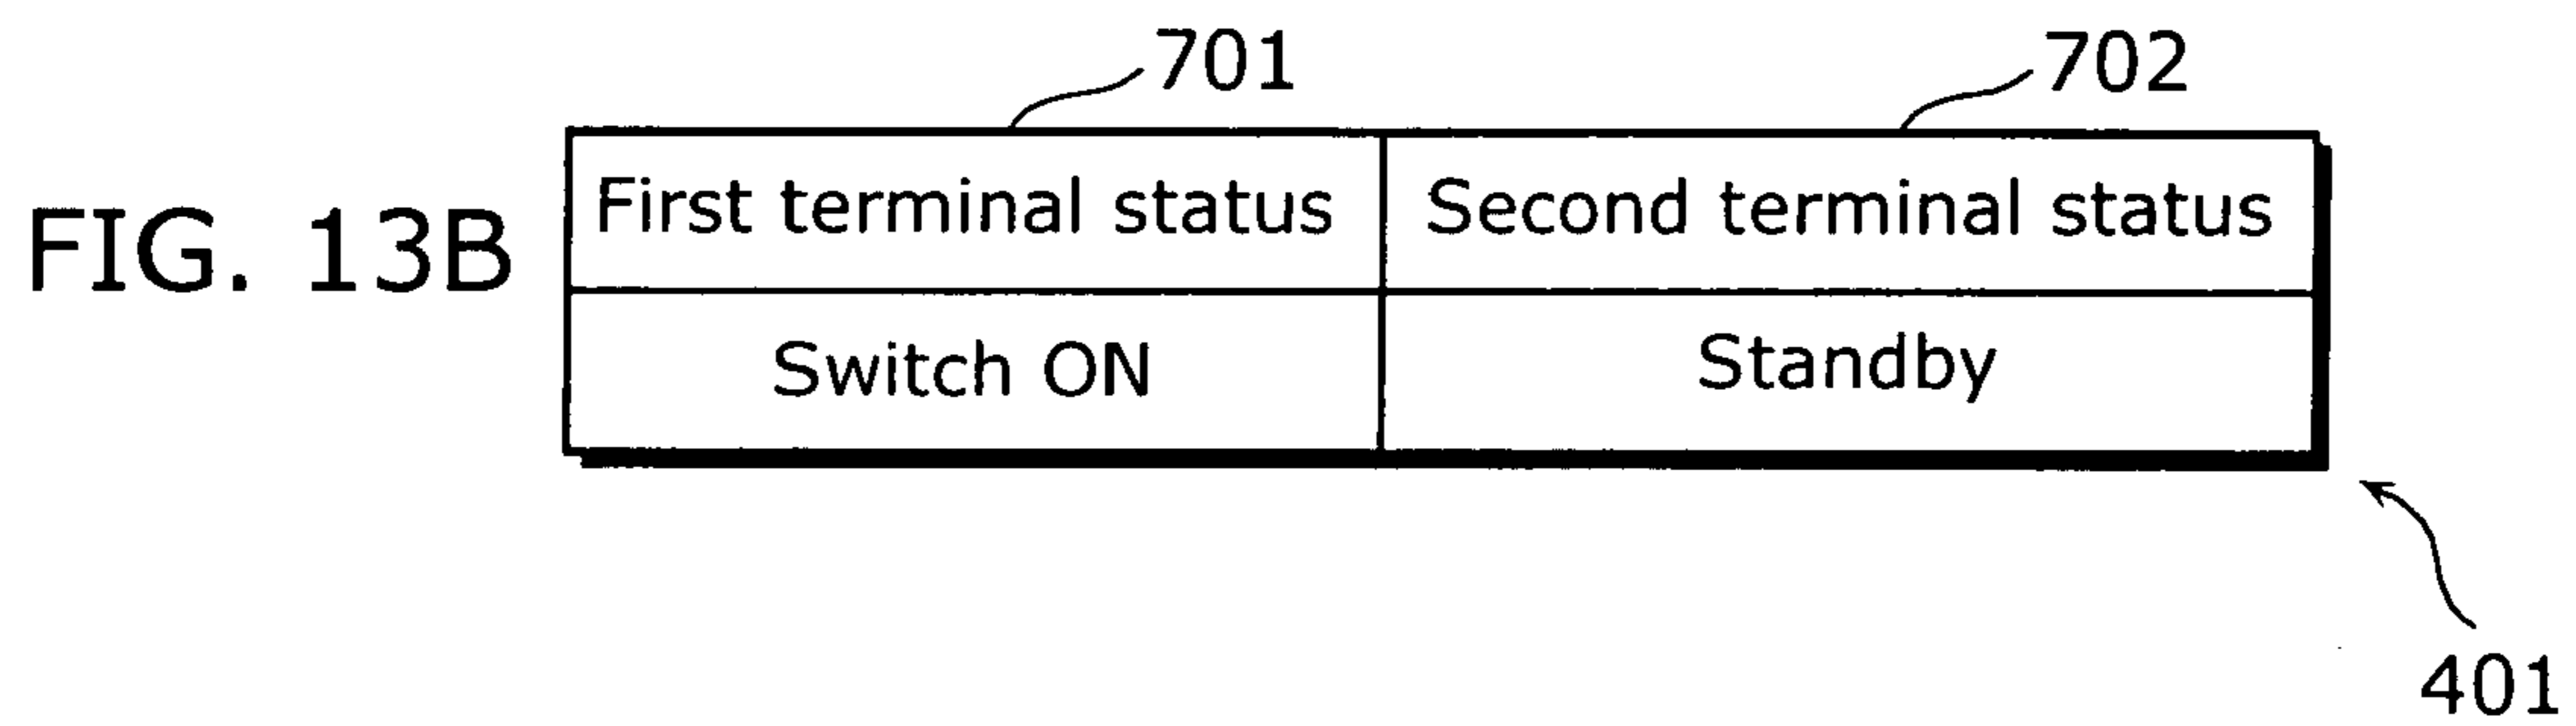 701 702
First terminal status Second terminal status
FIG. 13B
Switch ON Standby
401